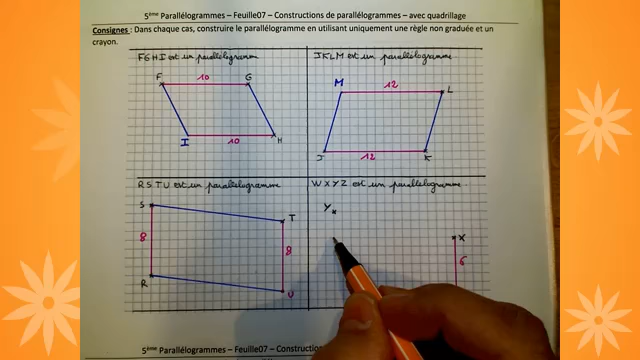 5ème Parallélogrammes – Feuille07 – Constructions de parallélogrammes – avec quadrillage
Consignes : Dans chaque cas, construire le parallélogramme en utilisant uniquement une règle non graduée et un
crayon.
FGHI est un parallélogramme
IKLM est un parallélogramme
F 10 G
M 12 L
I 10 H
J 12 K
RSTU est un parallélogramme
WXYZ est un parallélogramme.
S
Y
T
X
8
8
6
R
U
5ème Parallélogrammes – Feuille07 – Constructions